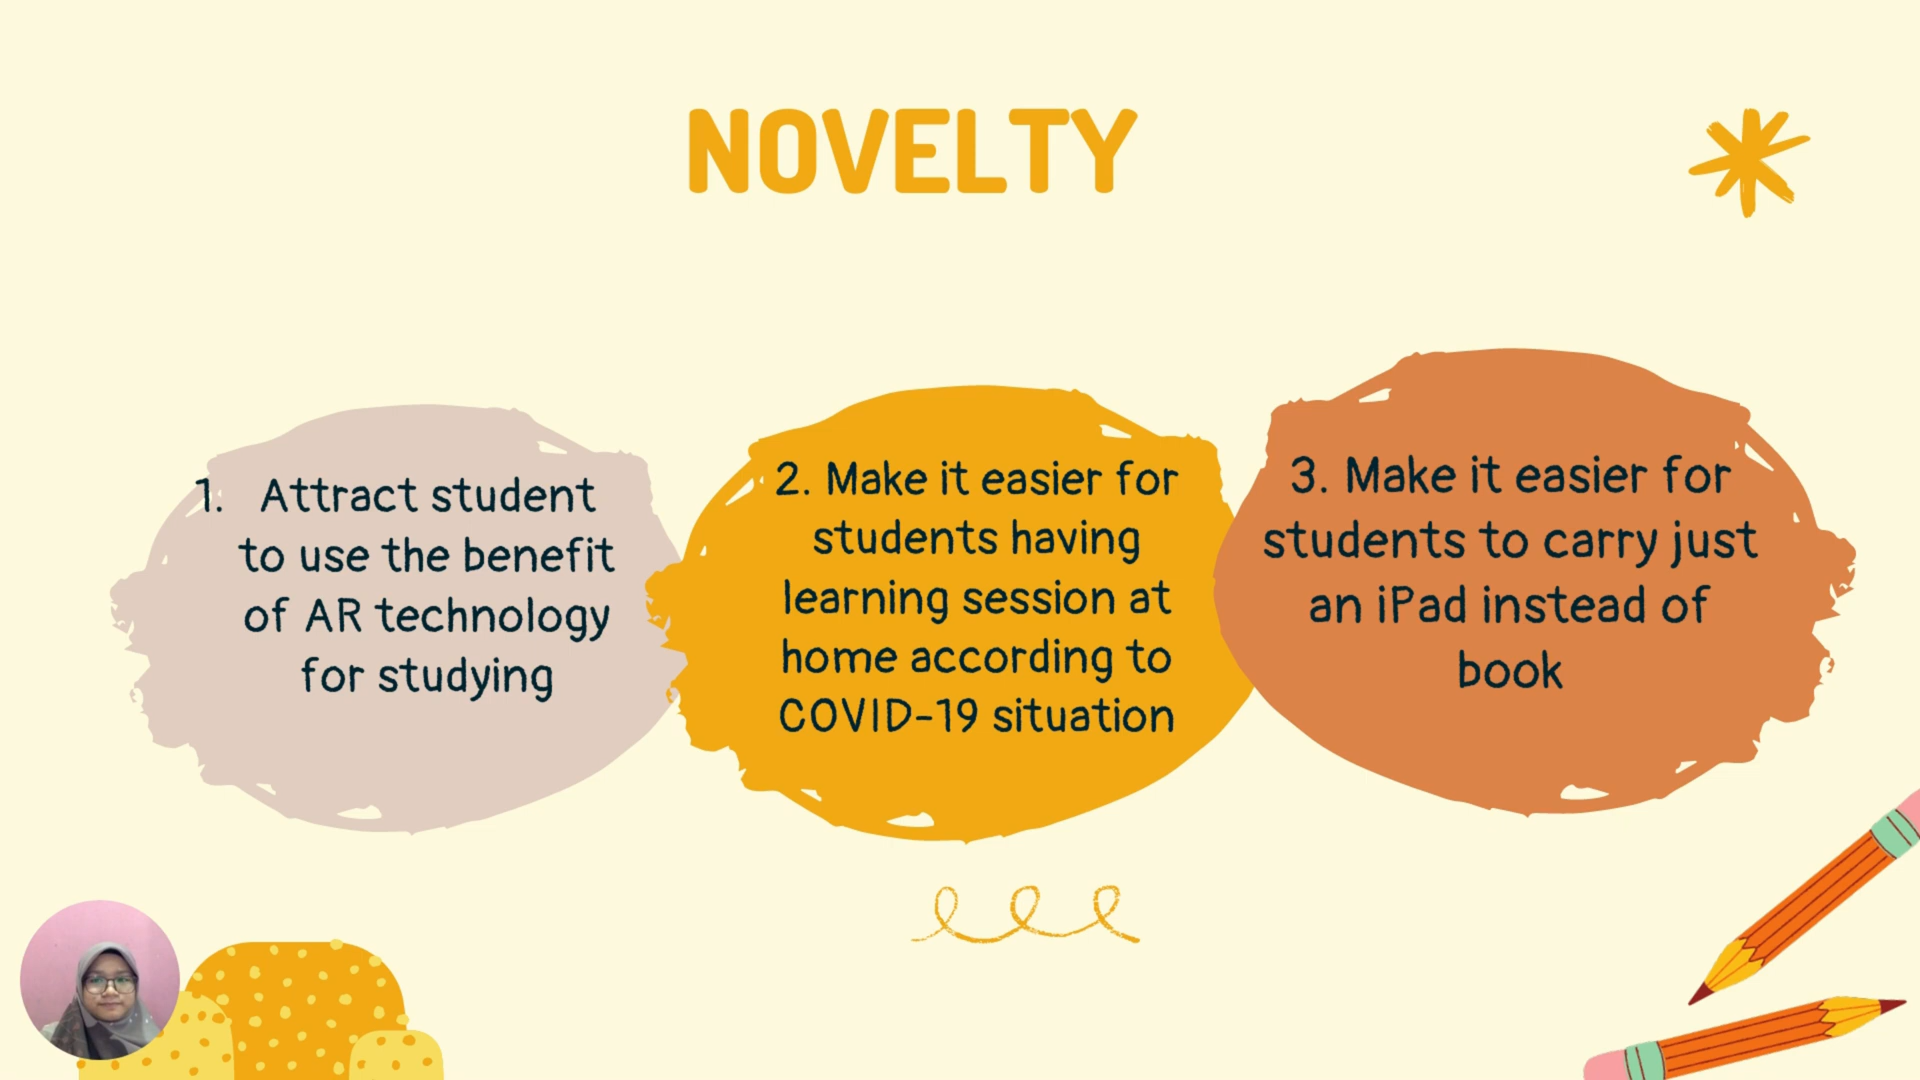 NOVELTY
1. Attract student
to use the benefit
of AR technology
for studying
2. Make it easier for
students having
learning session at
home according to
COVID-19 situation
3. Make it easier for
students to carry just
an iPad instead of
book